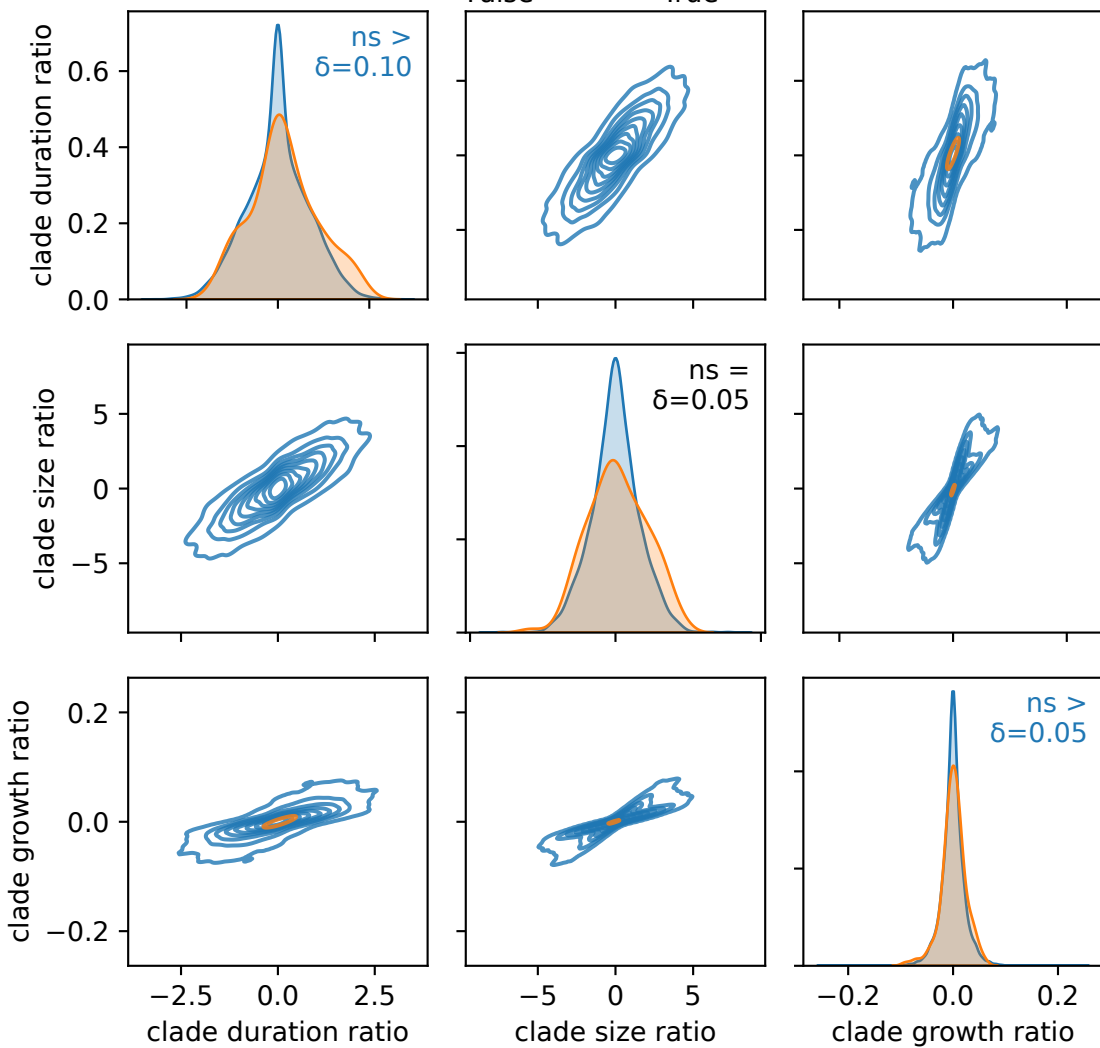 clade duration ratio
0.6
0.4
0.2
0.0
ns >
δ=0.10
clade size ratio
5
0
−5
ns =
δ=0.05
clade growth ratio
0.2
0.0
−0.2
ns >
δ=0.05
−2.5 0.0 2.5
−5 0 5
−0.2 0.0 0.2
clade duration ratio
clade size ratio
clade growth ratio